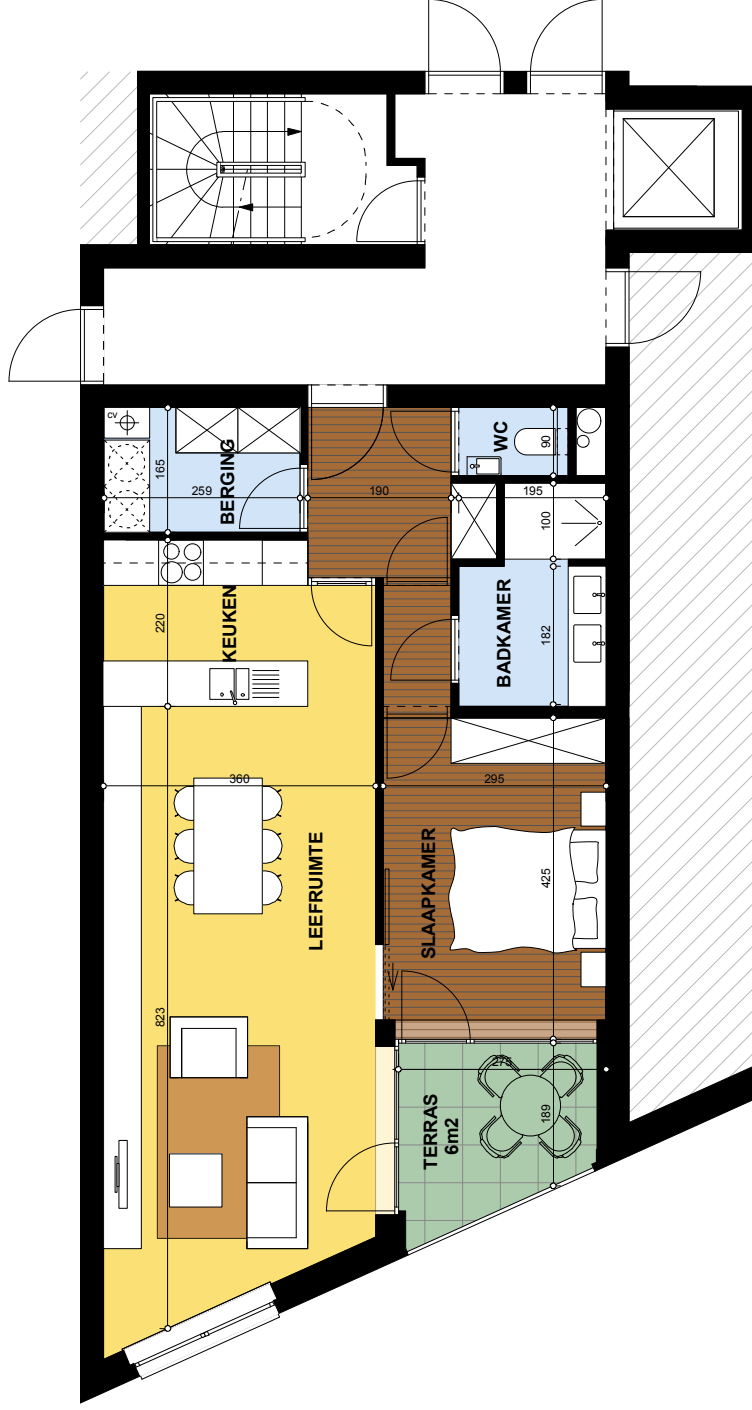 CV
BERGING
165
259
190
WC
90
195
100
KEUKEN
220
BADKAMER
182
360
295
LEEFRUIMTE
SLAAPKAMER
425
823
275
TERRAS
6m2
189